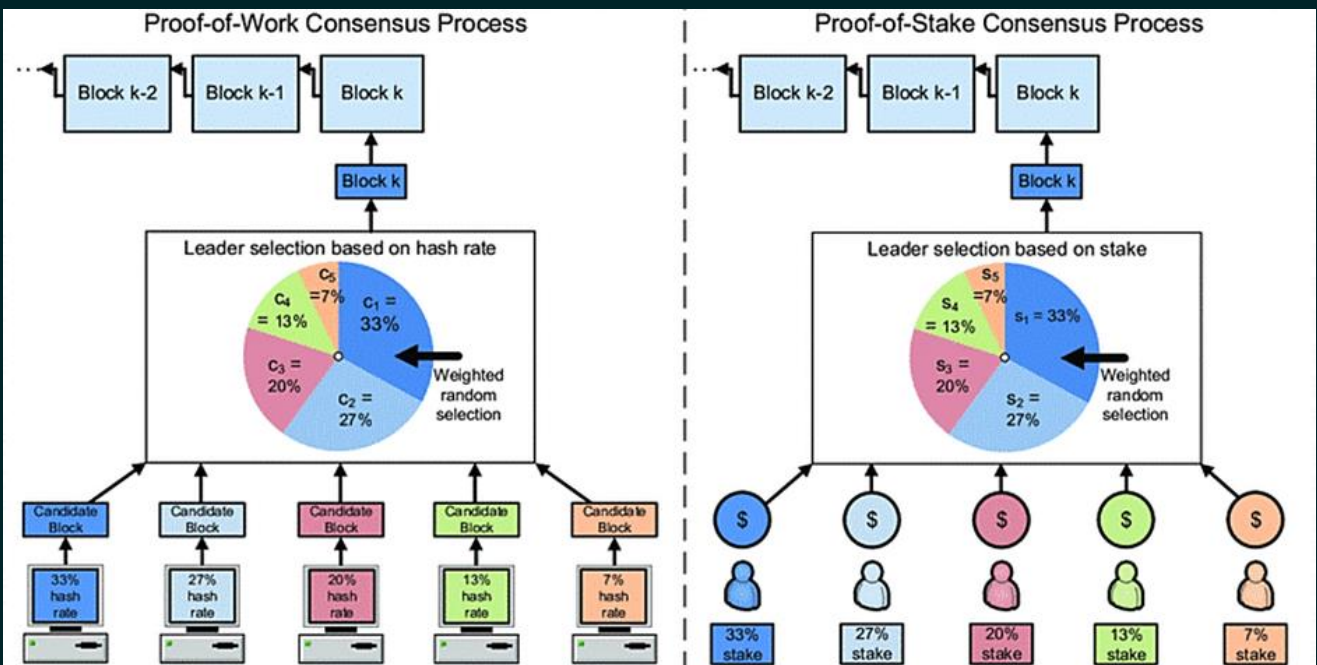 Proof-of-Work Consensus Process
Block k-2
Block k-1
Block k
Block k
Leader selection based on hash rate
C₅
=7%
C₁ =
33%
C₄
= 13%
C₃ =
20%
C₂ =
27%
Weighted
random
selection
Candidate
Block
Candidate
Block
Candidate
Block
Candidate
Block
Candidate
Block
33%
hash
rate
27%
hash
rate
20%
hash
rate
13%
hash
rate
7%
hash
rate
Proof-of-Stake Consensus Process
Block k-2
Block k-1
Block k
Block k
Leader selection based on stake
S₅
=7%
s₁ = 33%
S₄
= 13%
S₃ =
20%
S₂ =
27%
Weighted
random
selection
$
$
$
$
$
33%
stake
27%
stake
20%
stake
13%
stake
7%
stake